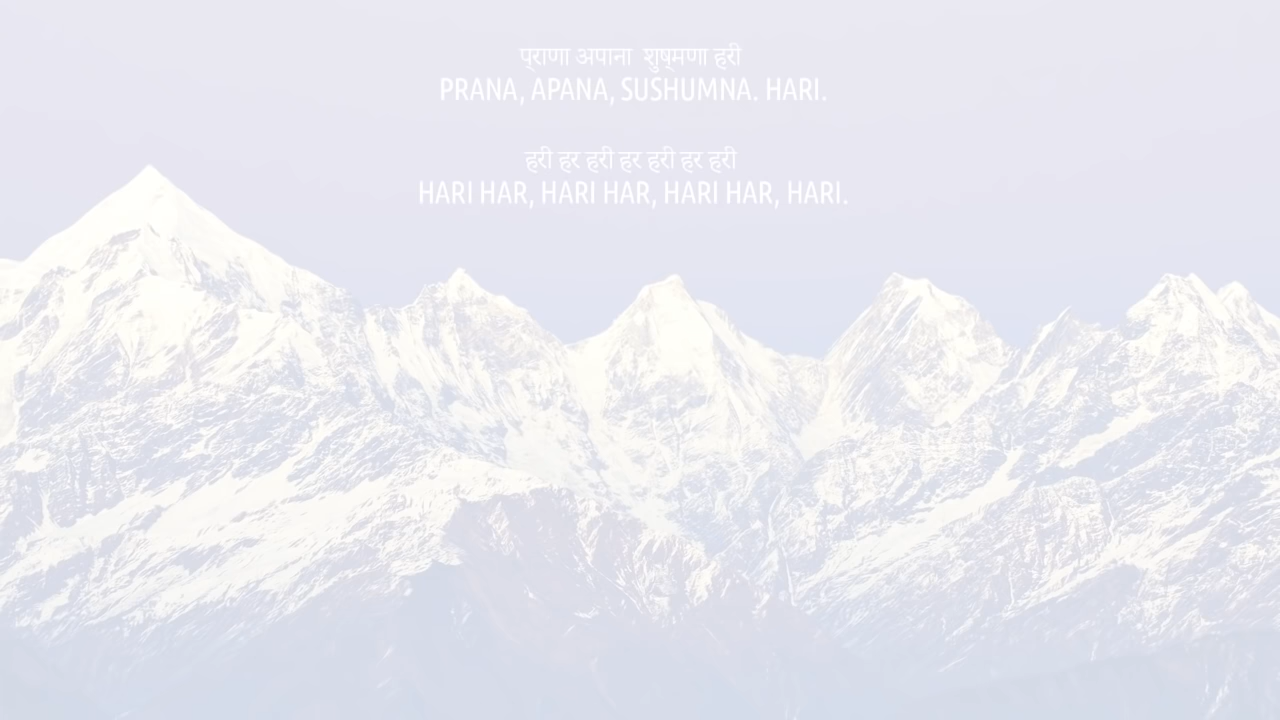 प्राणा अपाना शुष्मणा हरी
PRANA, APANA, SUSHUMNA. HARI.
हरी हर हरी हर हरी हर हरी
HARI HAR, HARI HAR, HARI HAR, HARI.